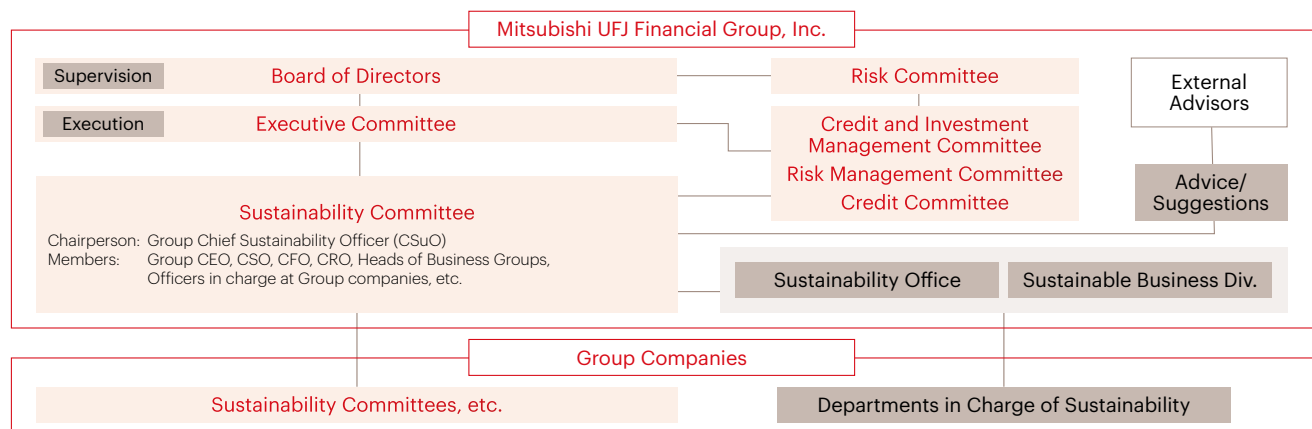 Mitsubishi UFJ Financial Group, Inc.
Supervision
Board of Directors
Risk Committee
External
Advisors
Execution
Executive Committee
Credit and Investment
Management Committee
Risk Management Committee
Credit Committee
Advice/
Suggestions
Sustainability Committee
Chairperson: Group Chief Sustainability Officer (CSuO)
Members: Group CEO, CSO, CFO, CRO, Heads of Business Groups,
Officers in charge at Group companies, etc.
Sustainability Office
Sustainable Business Div.
Group Companies
Sustainability Committees, etc.
Departments in Charge of Sustainability